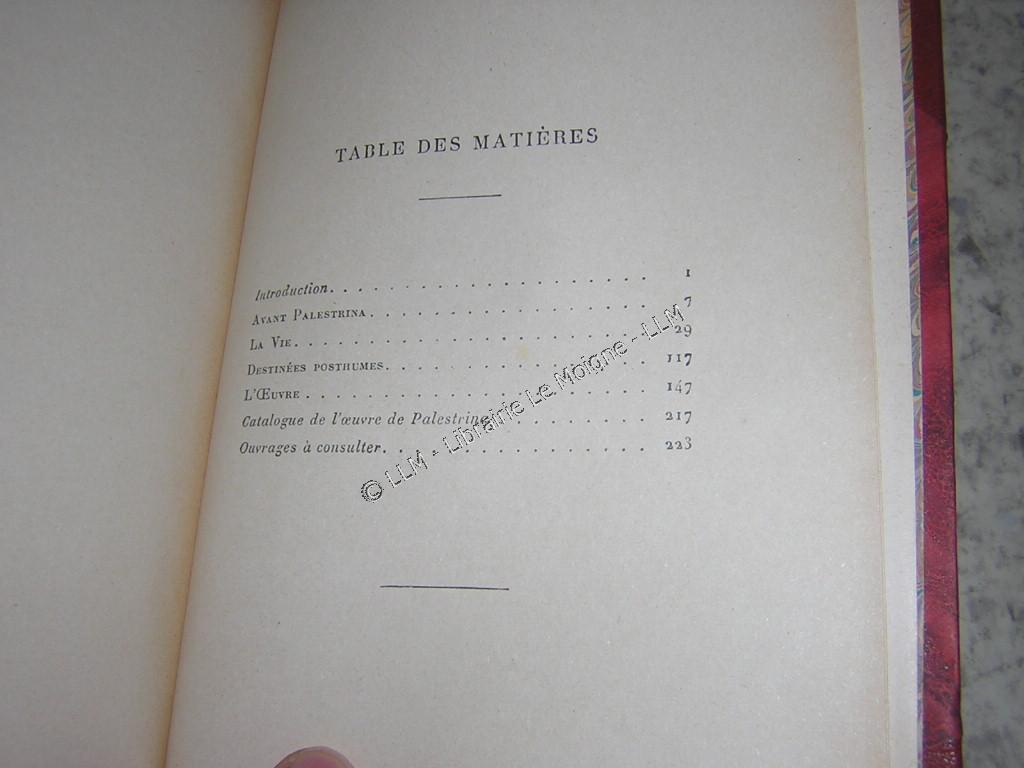 TABLE DES MATIÈRES
Introduction. . . . . . . . . . . . . . . . . . . . . 1
AVANT PALESTRINA . . . . . . . . . . . . . . . . . . 7
LA VIE. . . . . . . . . . . . . . . . . . . . . . . 29
DESTINÉES POSTHUMES. . . . . . . . . . . . . . . . . 117
L'ŒUVRE . . . . . . . . . . . . . . . . . . . . . . 147
Catalogue de l'œuvre de Palestrina . . . . . . . . . 217
Ouvrages à consulter. . . . . . . . . . . . . . . . 223
© LLM - Librairie Le Moigne - LLM